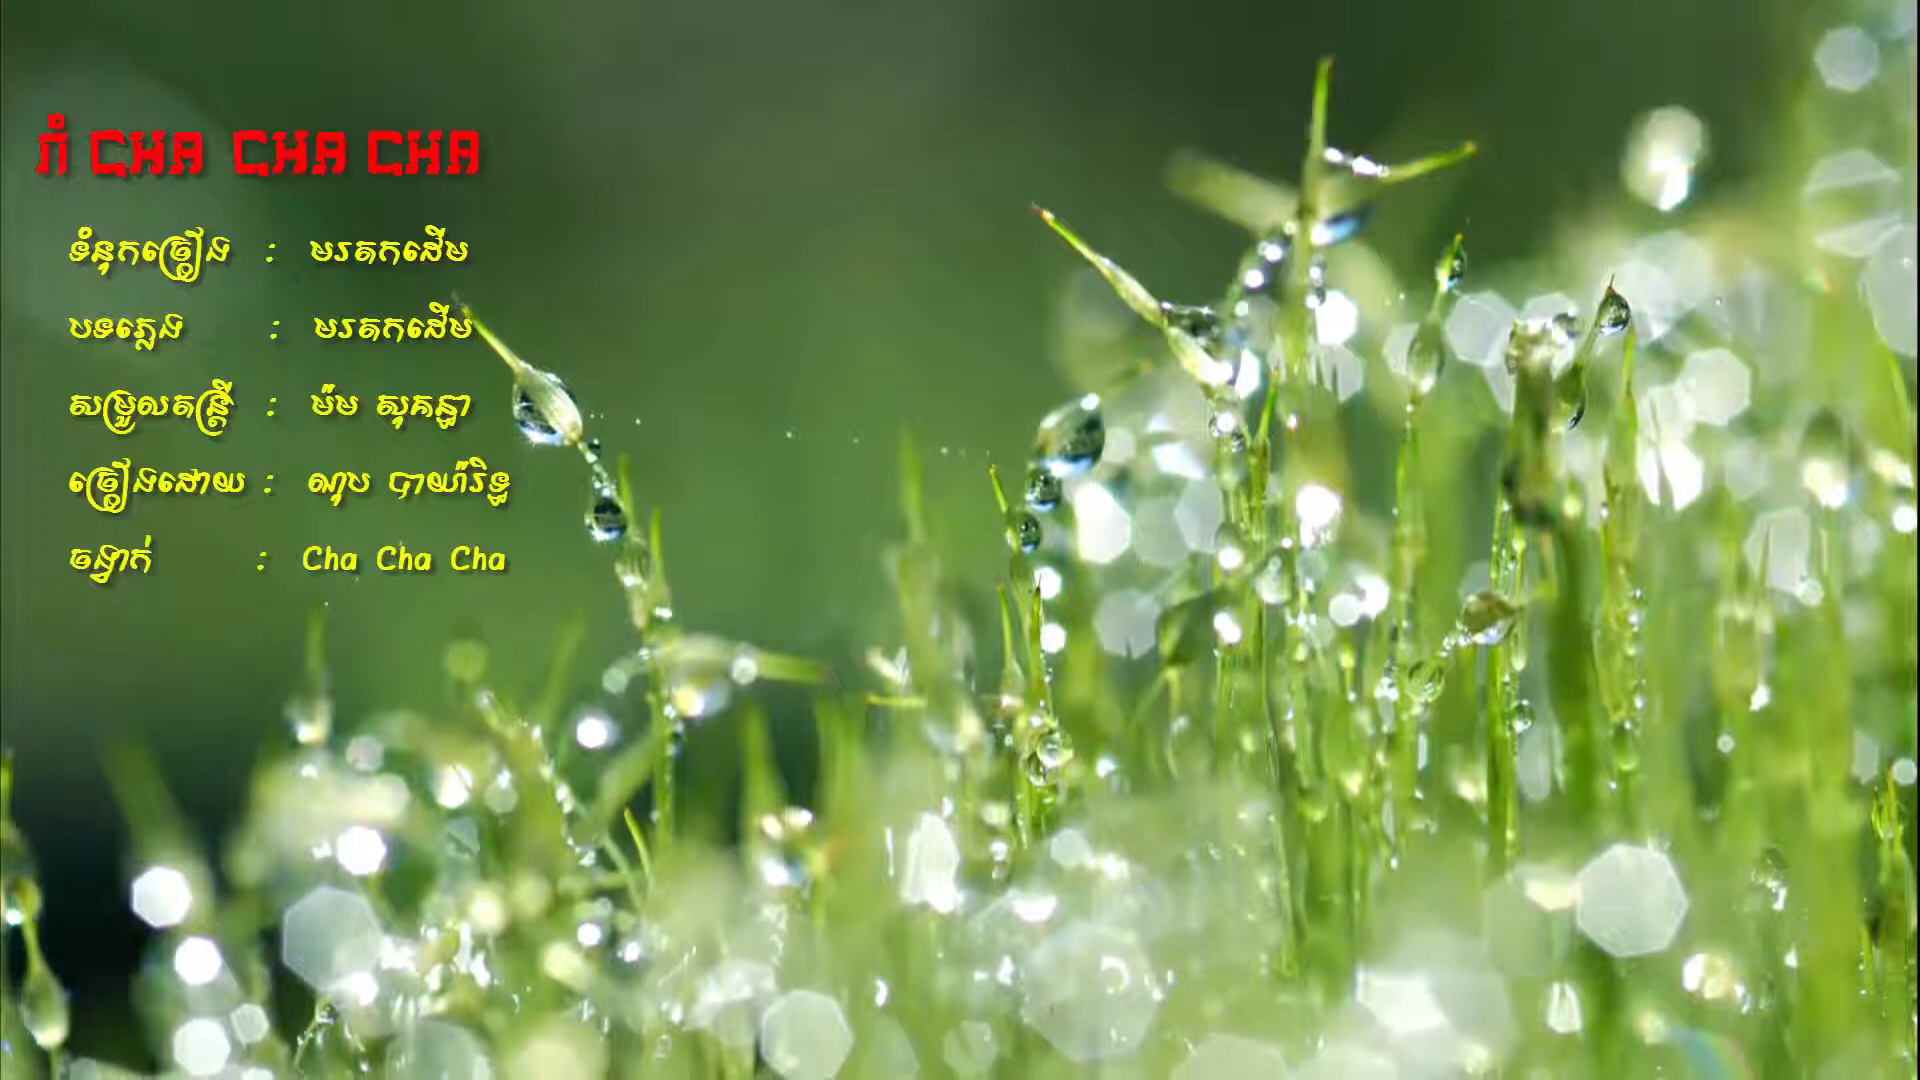 រាំ CHA CHA CHA
ទំនុកច្រៀង : មរតកដើម
បទភ្លេង : មរតកដើម
សម្រួលតន្ត្រី : ម៉ម សុគន្ធា
ច្រៀងដោយ : ណុប បាយ៉ារិទ្ធ
ចង្វាក់ : Cha Cha Cha